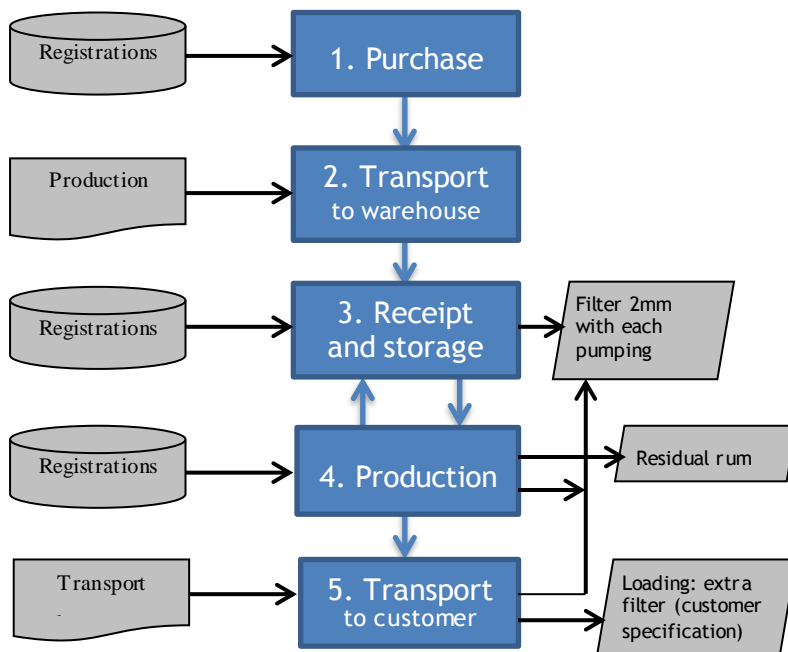 Registrations
1. Purchase
Production
2. Transport
to warehouse
Registrations
3. Receipt
and storage
Filter 2mm
with each
pumping
Registrations
4. Production
Residual rum
Transport
-
5. Transport
to customer
Loading: extra
filter (customer
specification)